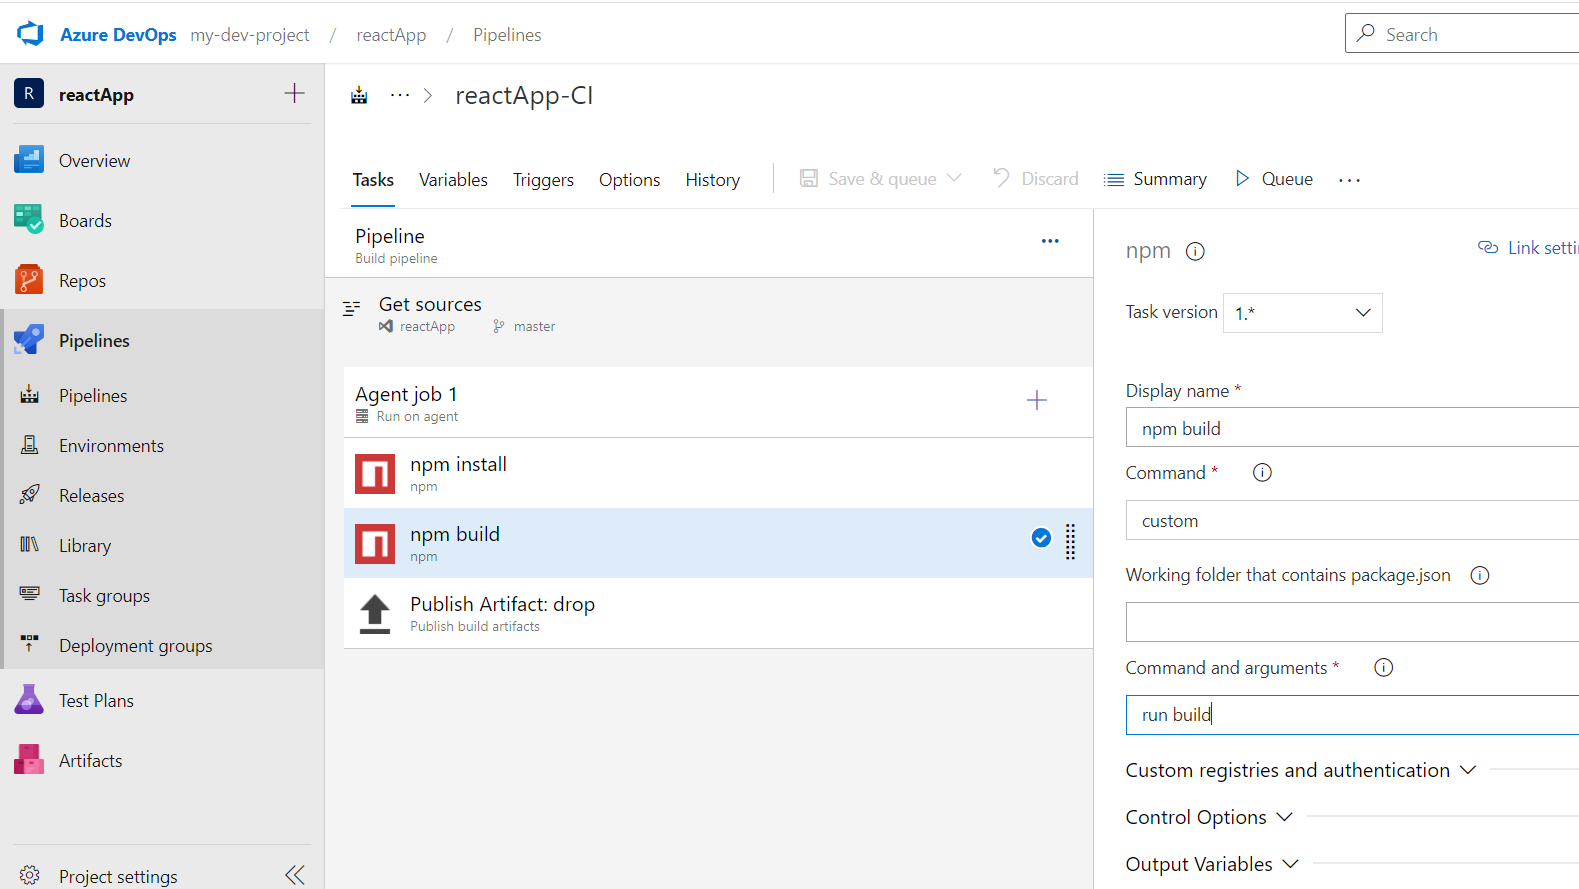 Azure DevOps my-dev-project / reactApp / Pipelines
Search
R reactApp
Overview
Boards
Repos
Pipelines
Pipelines
Environments
Releases
Library
Task groups
Deployment groups
Test Plans
Artifacts
Project settings
··· > reactApp-CI
Tasks Variables Triggers Options History Save & queue Discard Summary Queue ···
Pipeline
Build pipeline
Get sources
reactApp master
Agent job 1
Run on agent
npm install
npm
npm build
npm
Publish Artifact: drop
Publish build artifacts
npm
Link settin
Task version 1.*
Display name *
npm build
Command *
custom
Working folder that contains package.json
Command and arguments *
run build
Custom registries and authentication
Control Options
Output Variables